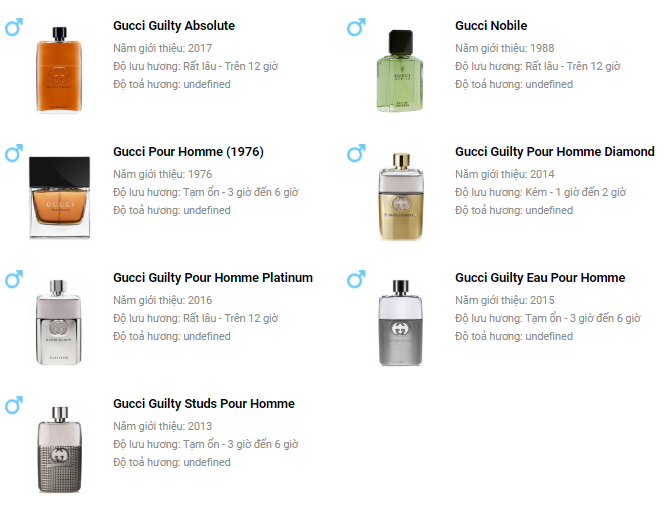 Gucci Guilty Absolute
Năm giới thiệu: 2017
Độ lưu hương: Rất lâu - Trên 12 giờ
Độ toả hương: undefined
Gucci Nobile
Năm giới thiệu: 1988
Độ lưu hương: Rất lâu - Trên 12 giờ
Độ toả hương: undefined
Gucci Pour Homme (1976)
Năm giới thiệu: 1976
Độ lưu hương: Tạm ổn - 3 giờ đến 6 giờ
Độ toả hương: undefined
GUCCI
Gucci Guilty Pour Homme Diamond
Năm giới thiệu: 2014
Độ lưu hương: Kém - 1 giờ đến 2 giờ
Độ toả hương: undefined
Gucci Guilty Pour Homme Platinum
Năm giới thiệu: 2016
Độ lưu hương: Rất lâu - Trên 12 giờ
Độ toả hương: undefined
Gucci Guilty Eau Pour Homme
Năm giới thiệu: 2015
Độ lưu hương: Tạm ổn - 3 giờ đến 6 giờ
Độ toả hương: undefined
Gucci Guilty Studs Pour Homme
Năm giới thiệu: 2013
Độ lưu hương: Tạm ổn - 3 giờ đến 6 giờ
Độ toả hương: undefined